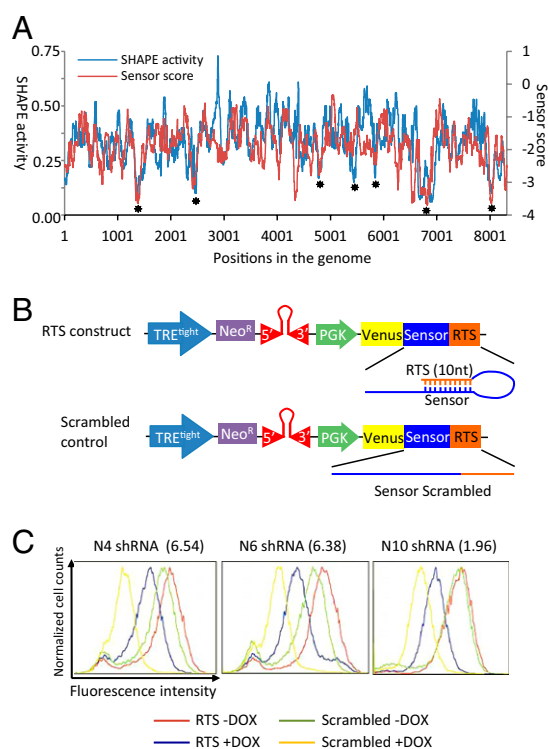 A
SHAPE activity
Sensor score
0.75
0.50
0.25
0.00
SHAPE activity
1
0
-1
-2
-3
-4
Sensor score
1 1001 2001 3001 4001 5001 6001 7001 8001
Positions in the genome
B
RTS construct
TREtight
NeoR
5'
3'
PGK
Venus
Sensor
RTS
RTS (10nt)
Sensor
Scrambled
control
TREtight
NeoR
5'
3'
PGK
Venus
Sensor
RTS
Sensor Scrambled
C
N4 shRNA (6.54)
N6 shRNA (6.38)
N10 shRNA (1.96)
Normalized cell counts
Fluorescence intensity
RTS -DOX
Scrambled -DOX
RTS +DOX
Scrambled +DOX